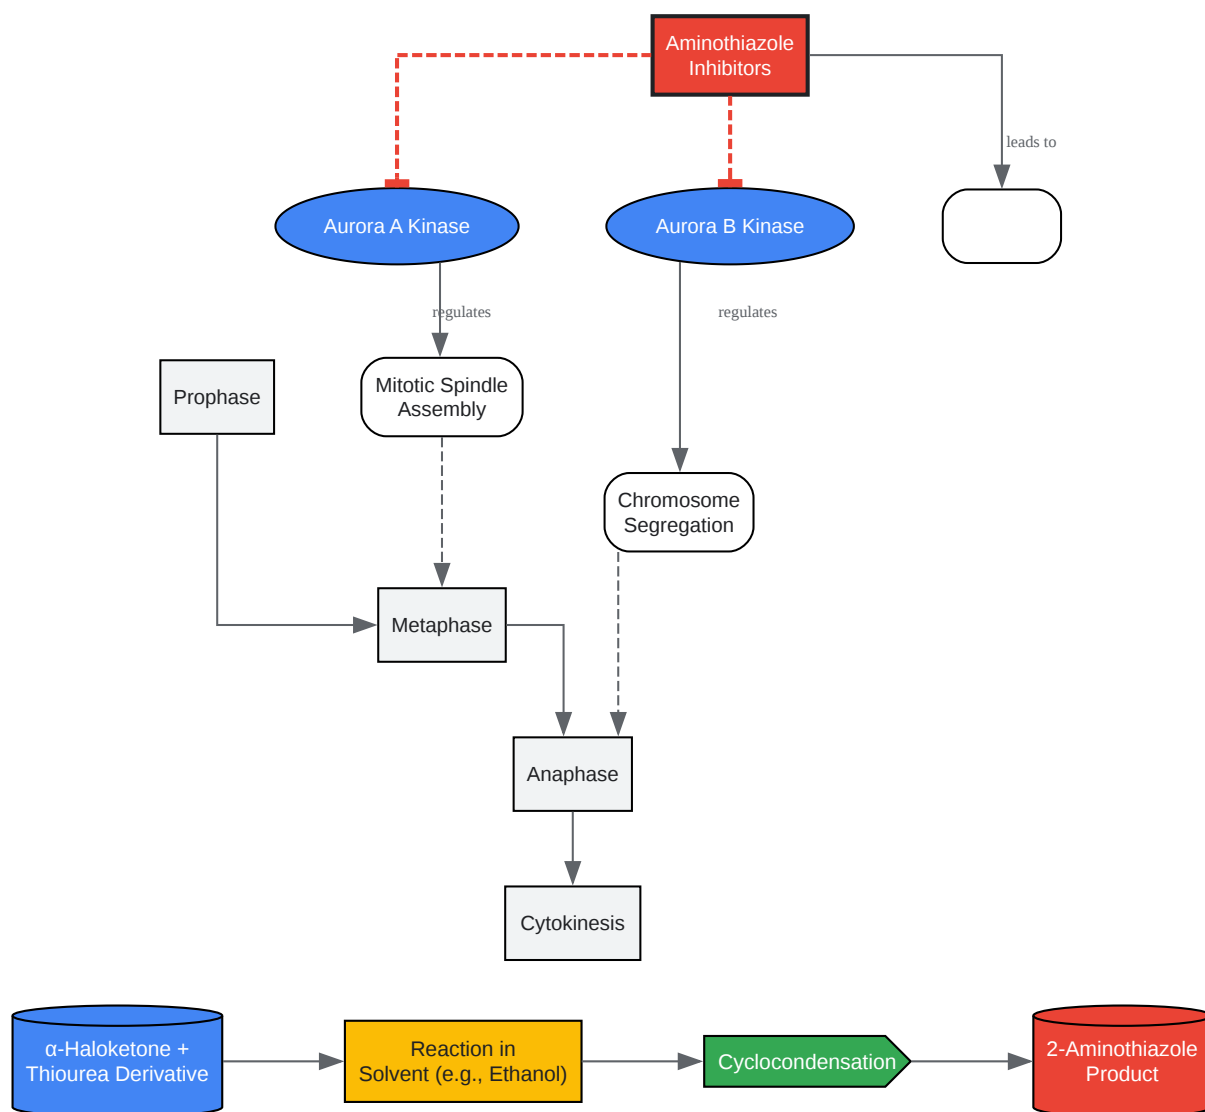 Aminothiazole
Inhibitors
leads to
Aurora A Kinase
Aurora B Kinase
regulates
regulates
Mitotic Spindle
Assembly
Prophase
Chromosome
Segregation
Metaphase
Anaphase
Cytokinesis
α-Haloketone +
Thiourea Derivative
Reaction in
Solvent (e.g., Ethanol)
Cyclocondensation
2-Aminothiazole
Product